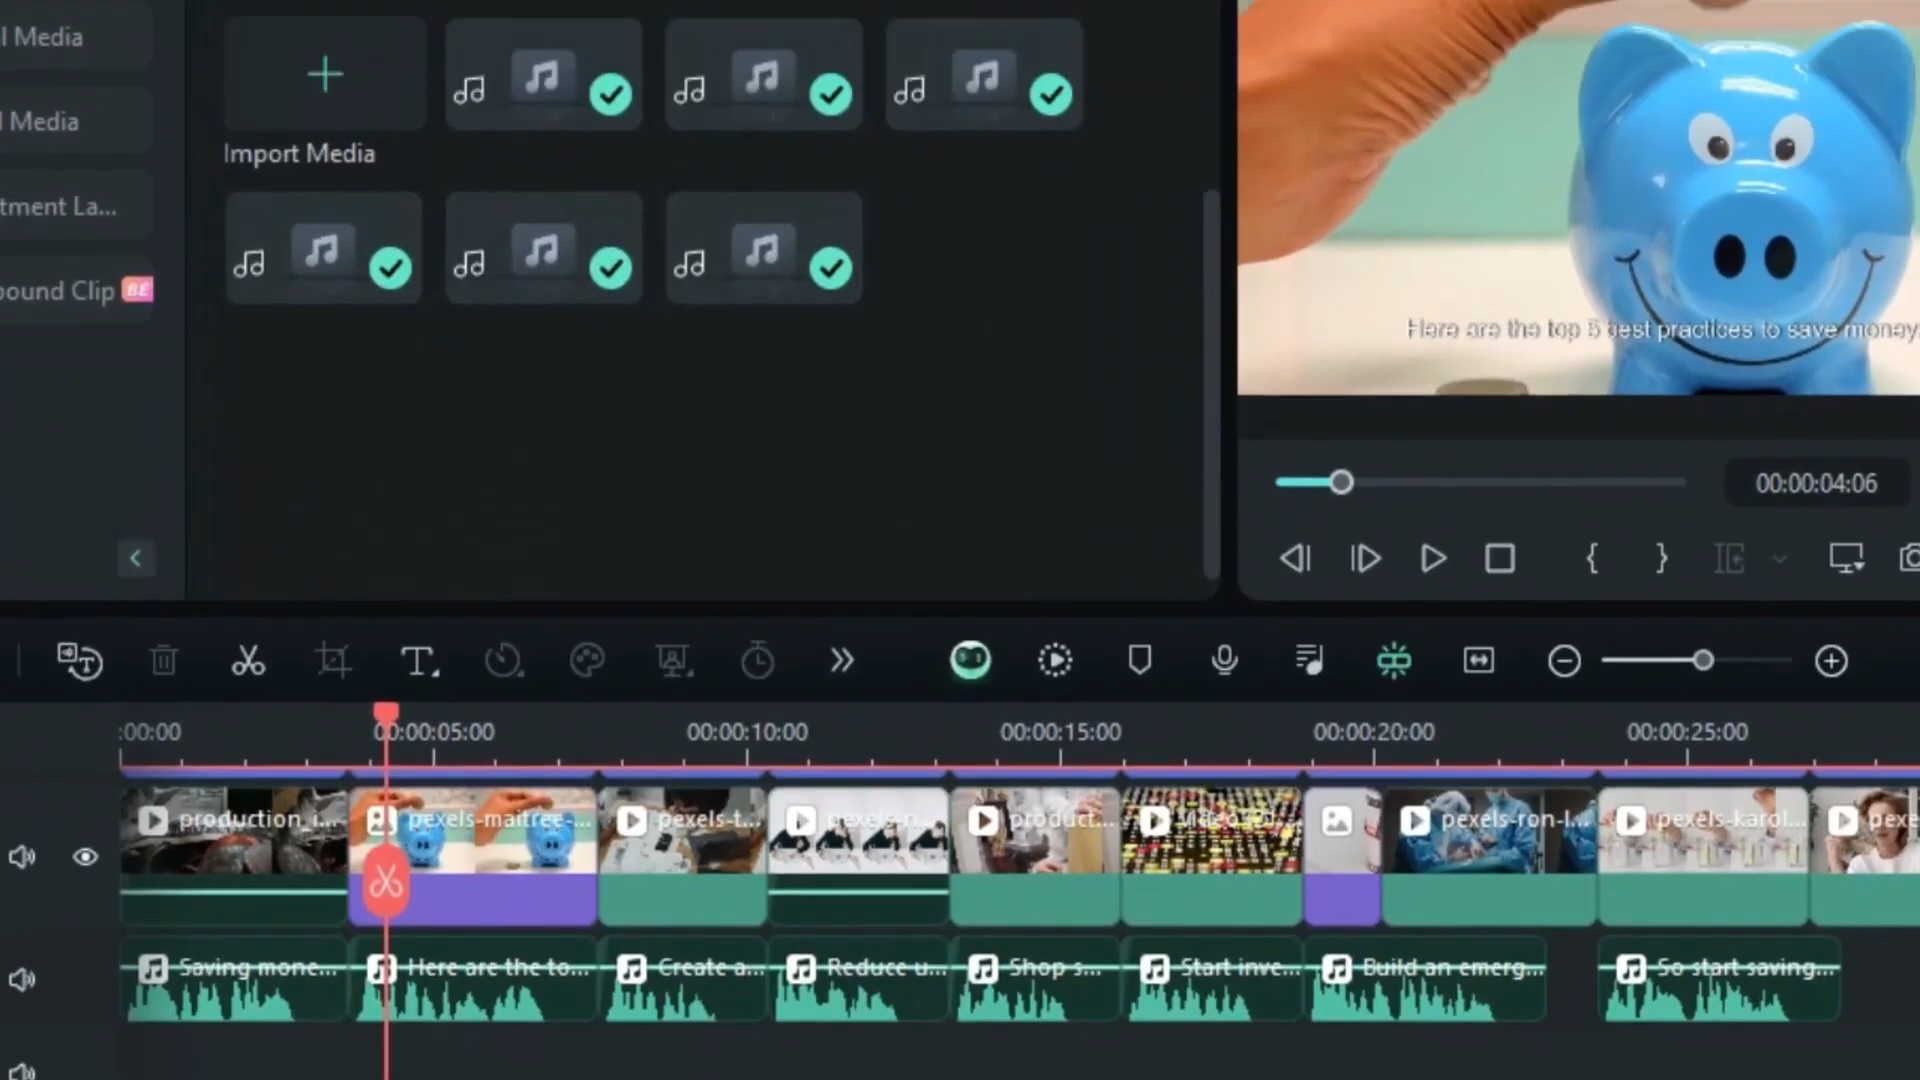 l Media
l Media
tment La...
ound Clip BE
Import Media
Here are the top 5 best practices to save money
00:00:04:06
:00:00
00:00:05:00
00:00:10:00
00:00:15:00
00:00:20:00
00:00:25:00
production_i...
pexels-maitree-...
pexels-t...
product...
pexels-ron-l...
pexels-karol...
pexe
Saving mone...
Here are the to...
Create a...
Reduce u...
Shop s...
Start inve...
Build an emerg...
So start saving...